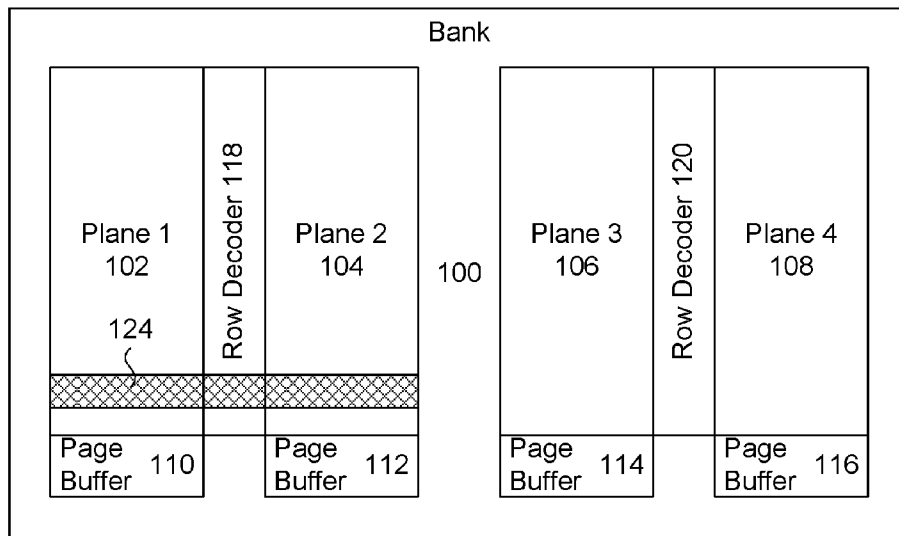 Bank
Plane 1
102
Row Decoder 118
Plane 2
104
100
Plane 3
106
Row Decoder 120
Plane 4
108
124
Page
Buffer 110
Page
Buffer 112
Page
Buffer 114
Page
Buffer 116